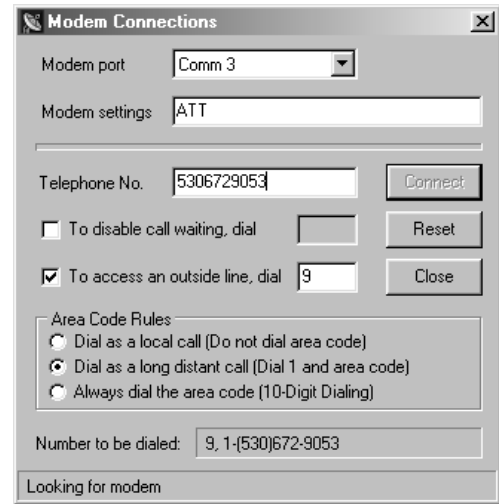 Modem Connections
Modem port Comm 3
Modem settings ATT
Telephone No. 5306729053 Connect
To disable call waiting, dial Reset
To access an outside line, dial 9 Close
Area Code Rules
Dial as a local call (Do not dial area code)
Dial as a long distant call (Dial 1 and area code)
Always dial the area code (10-Digit Dialing)
Number to be dialed: 9, 1-(530)672-9053
Looking for modem